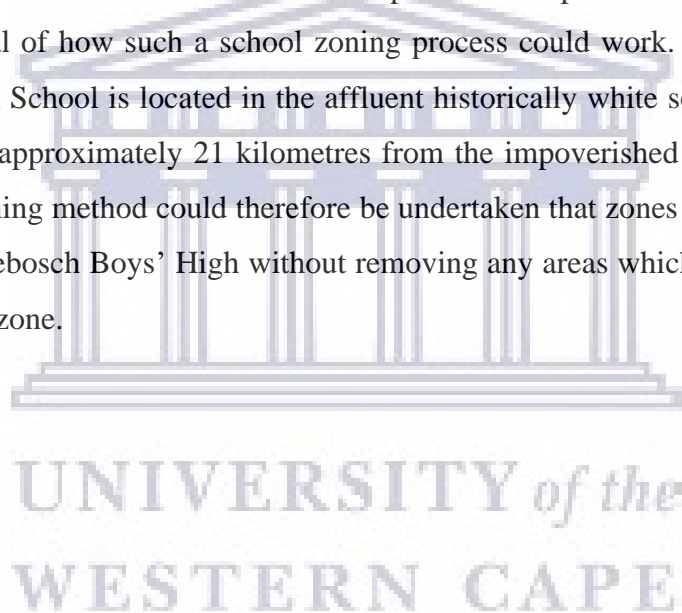 l of how such a school zoning process could work.
School is located in the affluent historically white s
approximately 21 kilometres from the impoverished
ning method could therefore be undertaken that zones
ebosch Boys’ High without removing any areas which
zone.
UNIVERSITY of the
WESTERN CAPE